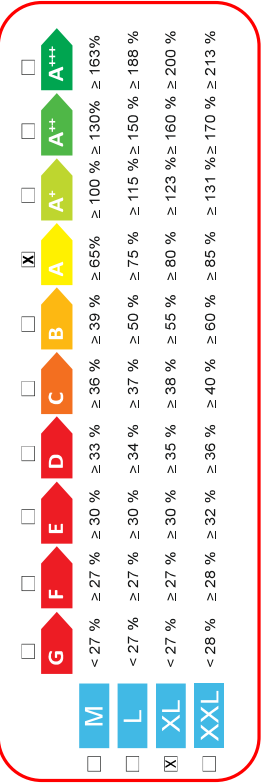 ☐ ☐ ☐ ☐ ☐ ☐ ☒ ☐ ☐ ☐
G F E D C B A A+ A++ A+++
☐ M < 27 % ≥ 27 % ≥ 30 % ≥ 33 % ≥ 36 % ≥ 39 % ≥ 65% ≥ 100 % ≥ 130% ≥ 163%
☐ L < 27 % ≥ 27 % ≥ 30 % ≥ 34 % ≥ 37 % ≥ 50 % ≥ 75 % ≥ 115 % ≥ 150 % ≥ 188 %
☒ XL < 27 % ≥ 27 % ≥ 30 % ≥ 35 % ≥ 38 % ≥ 55 % ≥ 80 % ≥ 123 % ≥ 160 % ≥ 200 %
☐ XXL < 28 % ≥ 28 % ≥ 32 % ≥ 36 % ≥ 40 % ≥ 60 % ≥ 85 % ≥ 131 % ≥ 170 % ≥ 213 %